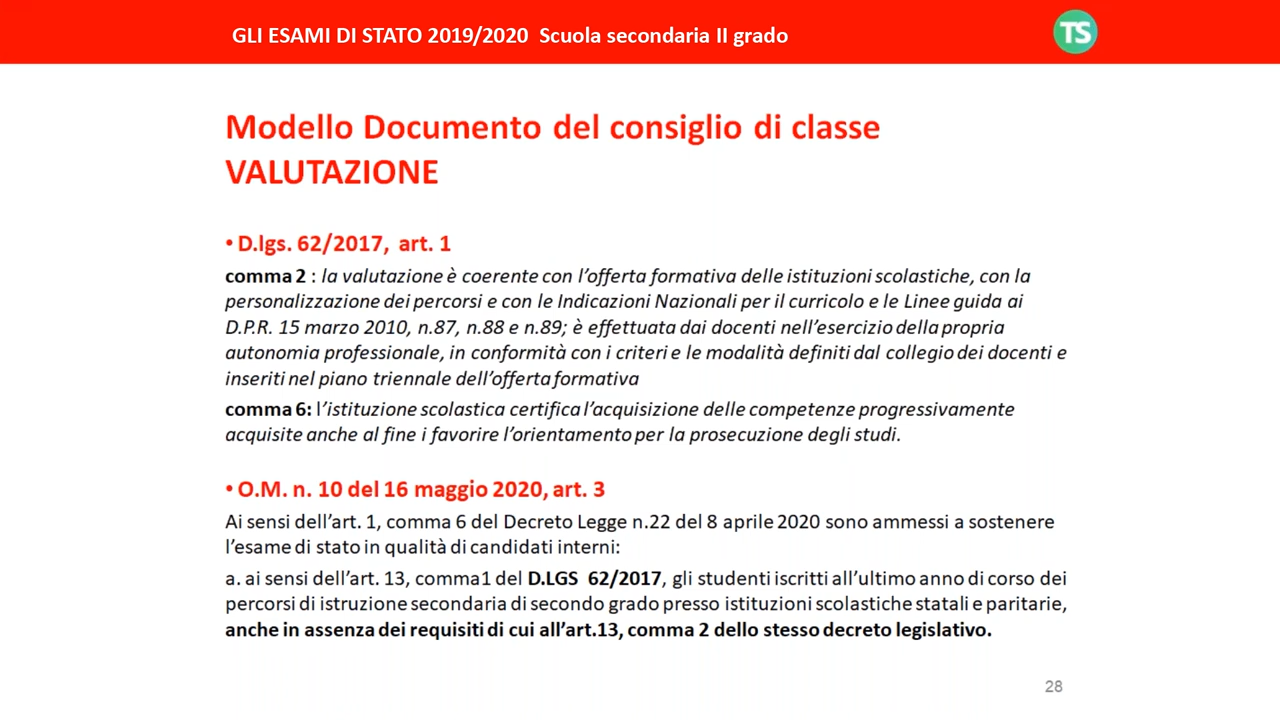 GLI ESAMI DI STATO 2019/2020 Scuola secondaria II grado
TS
Modello Documento del consiglio di classe
VALUTAZIONE
• D.lgs. 62/2017, art. 1
comma 2 : la valutazione è coerente con l'offerta formativa delle istituzioni scolastiche, con la
personalizzazione dei percorsi e con le Indicazioni Nazionali per il curricolo e le Linee guida ai
D.P.R. 15 marzo 2010, n.87, n.88 e n.89; è effettuata dai docenti nell'esercizio della propria
autonomia professionale, in conformità con i criteri e le modalità definiti dal collegio dei docenti e
inseriti nel piano triennale dell'offerta formativa
comma 6: l'istituzione scolastica certifica l'acquisizione delle competenze progressivamente
acquisite anche al fine i favorire l'orientamento per la prosecuzione degli studi.
• O.M. n. 10 del 16 maggio 2020, art. 3
Ai sensi dell'art. 1, comma 6 del Decreto Legge n.22 del 8 aprile 2020 sono ammessi a sostenere
l'esame di stato in qualità di candidati interni:
a. ai sensi dell'art. 13, comma1 del D.LGS 62/2017, gli studenti iscritti all'ultimo anno di corso dei
percorsi di istruzione secondaria di secondo grado presso istituzioni scolastiche statali e paritarie,
anche in assenza dei requisiti di cui all'art.13, comma 2 dello stesso decreto legislativo.
28